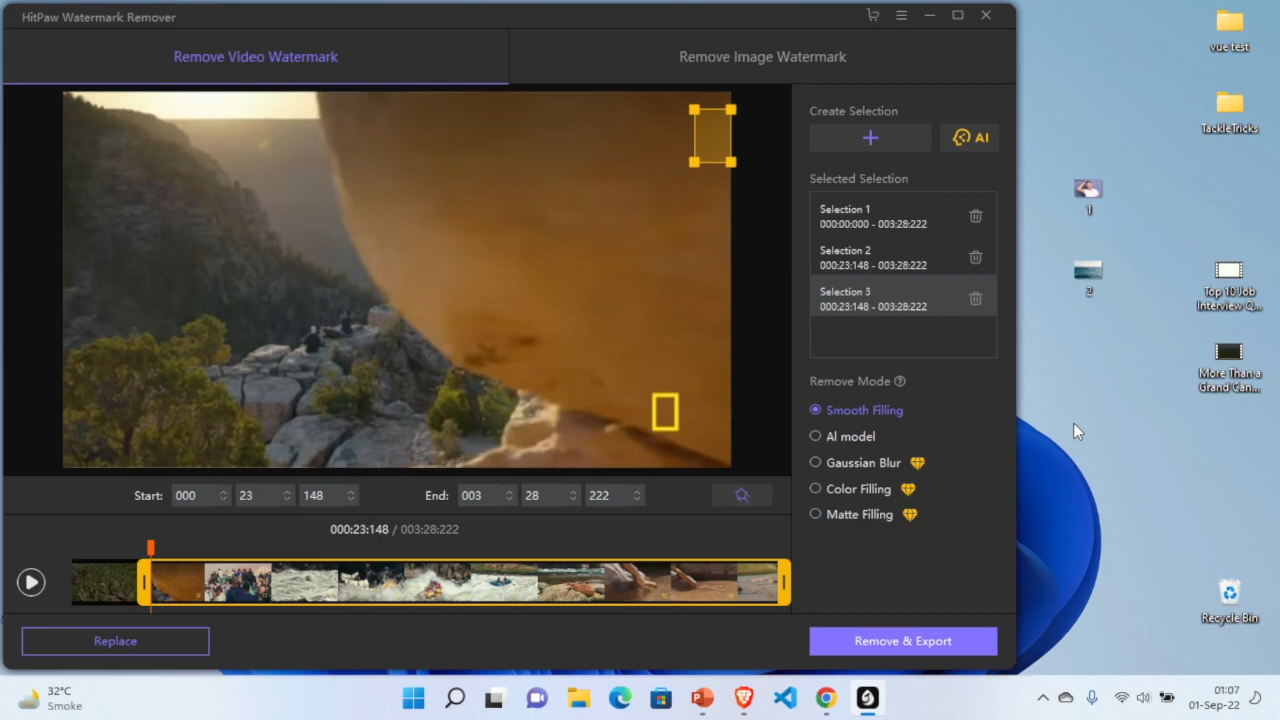 HitPaw Watermark Remover
Remove Video Watermark
Remove Image Watermark
Create Selection
AI
Selected Selection
Selection 1
000:00:000 - 003:28:222
Selection 2
000:23:148 - 003:28:222
Selection 3
000:23:148 - 003:28:222
Remove Mode
Smooth Filling
AI model
Gaussian Blur
Color Filling
Matte Filling
Start: 000 23 148 End: 003 28 222
000:23:148 / 003:28:222
Replace
Remove & Export
vue test
TackleTricks
1
2
Top 10 Job
Interview Q...
More Than a
Grand Can...
Recycle Bin
32°C
Smoke
01:07
01-Sep-22